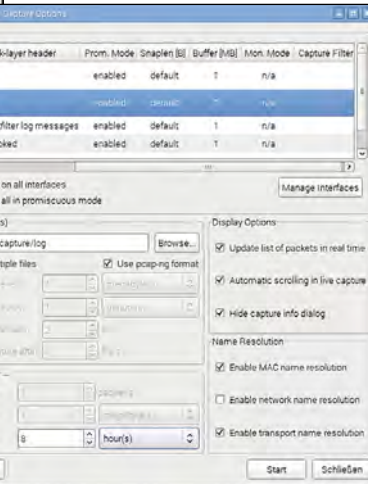 Capture Options
k-layer header Prom. Mode Snaplen [B] Buffer [MB] Mon. Mode Capture Filter
enabled default 1 n/a
enabled default 1 n/a
filter log messages enabled default 1 n/a
oked enabled default 1 n/a
on all interfaces
Manage Interfaces
all in promiscuous mode
s)
Display Options
capture/log Browse...
Update list of packets in real time
tiple files Use pcap-ng format
Automatic scrolling in live capture
Hide capture info dialog
Name Resolution
Enable MAC name resolution
Enable network name resolution
8 hour(s)
Enable transport name resolution
Start Schließen